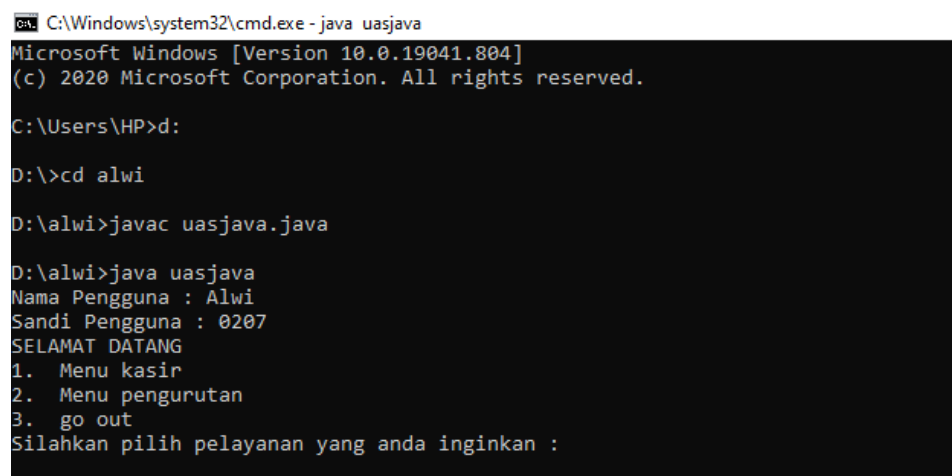 C:\Windows\system32\cmd.exe - java uasjava
Microsoft Windows [Version 10.0.19041.804]
(c) 2020 Microsoft Corporation. All rights reserved.
C:\Users\HP>d:
D:\>cd alwi
D:\alwi>javac uasjava.java
D:\alwi>java uasjava
Nama Pengguna : Alwi
Sandi Pengguna : 0207
SELAMAT DATANG
1.  Menu kasir
2.  Menu pengurutan
3.  go out
Silahkan pilih pelayanan yang anda inginkan :